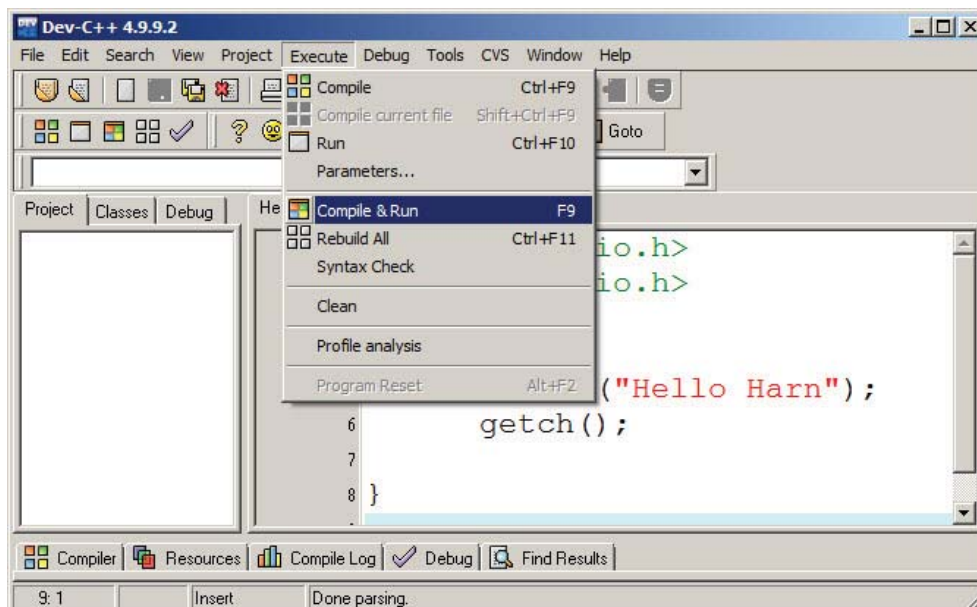 Dev-C++ 4.9.9.2
File Edit Search View Project Execute Debug Tools CVS Window Help
Compile Ctrl+F9
Compile current file Shift+Ctrl+F9
Run Ctrl+F10
Goto
Parameters...
Project Classes Debug He
Compile & Run F9
Rebuild All Ctrl+F11
Syntax Check
Clean
Profile analysis
Program Reset Alt+F2
io.h>
io.h>
("Hello Harn");
6 getch();
7
8 }
Compiler Resources Compile Log Debug Find Results
9: 1 Insert Done parsing.